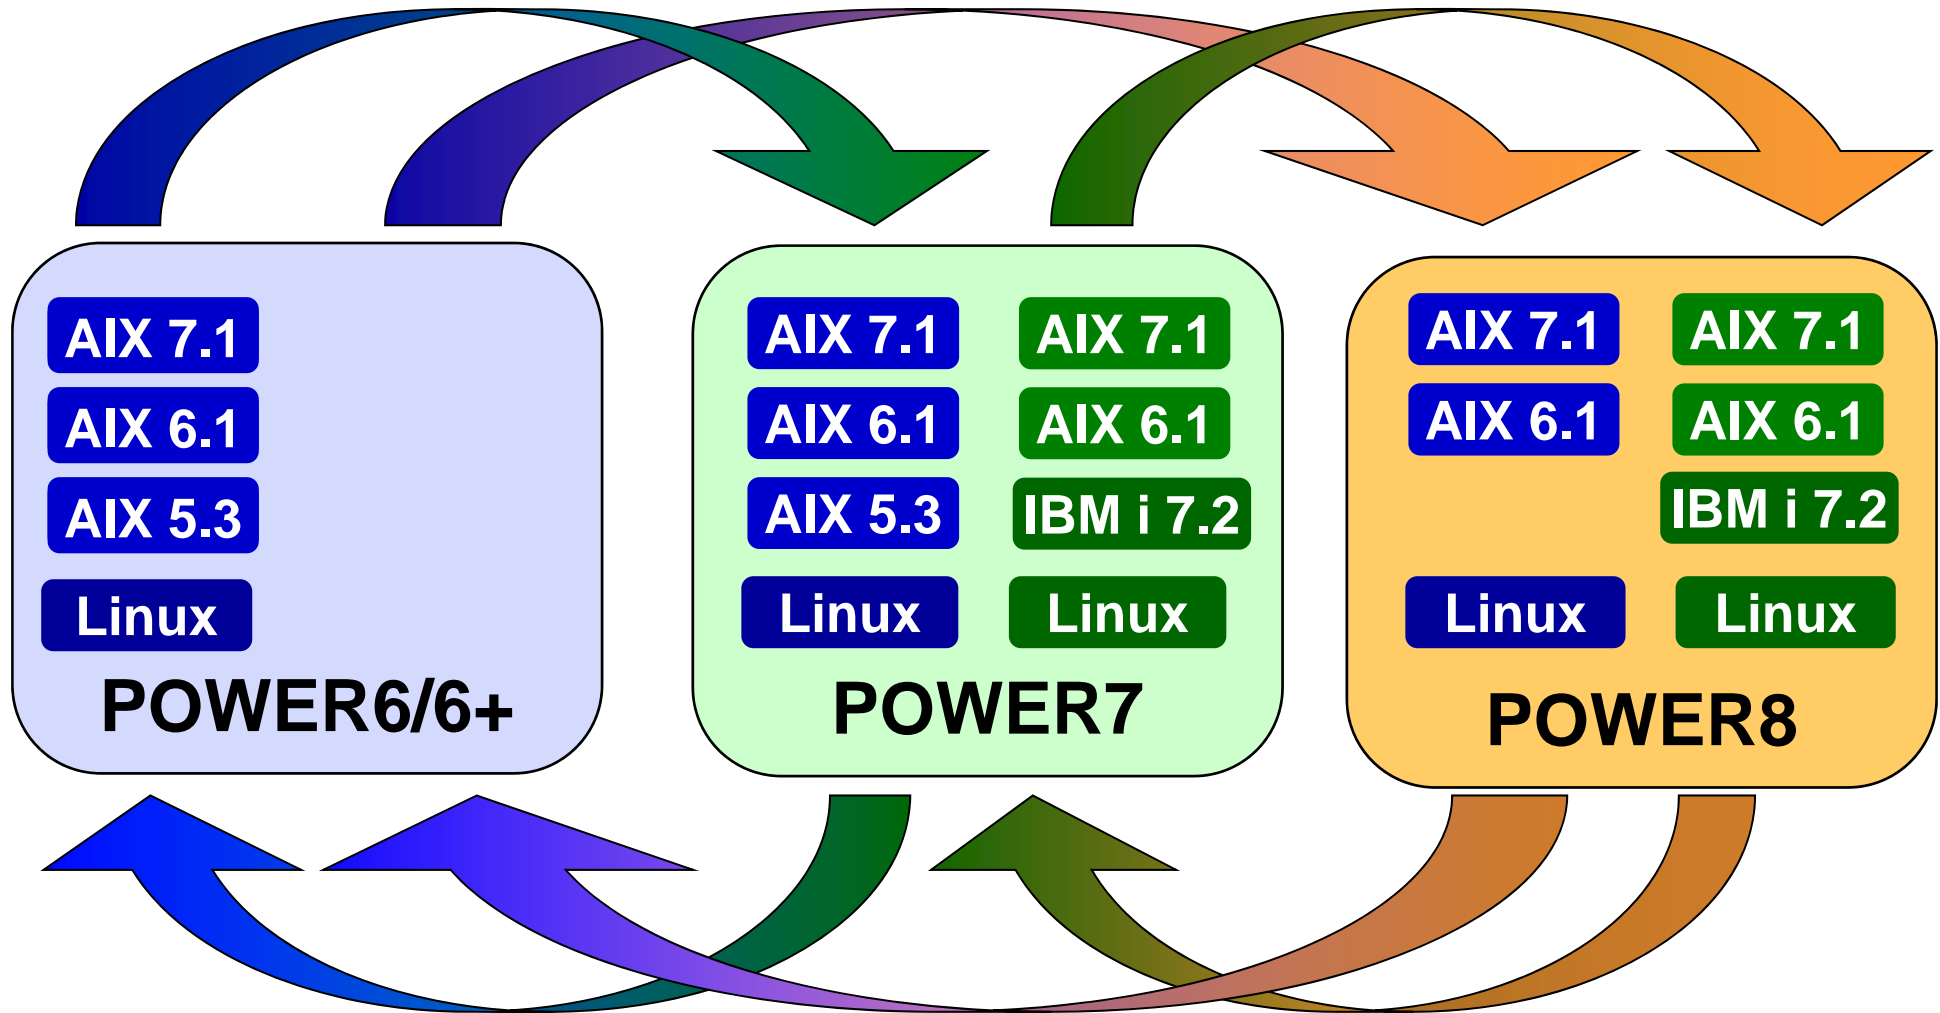 AIX 7.1
AIX 6.1
AIX 5.3
Linux
POWER6/6+
AIX 7.1
AIX 7.1
AIX 6.1
AIX 6.1
AIX 5.3
IBM i 7.2
Linux
Linux
POWER7
AIX 7.1
AIX 7.1
AIX 6.1
AIX 6.1
IBM i 7.2
Linux
Linux
POWER8